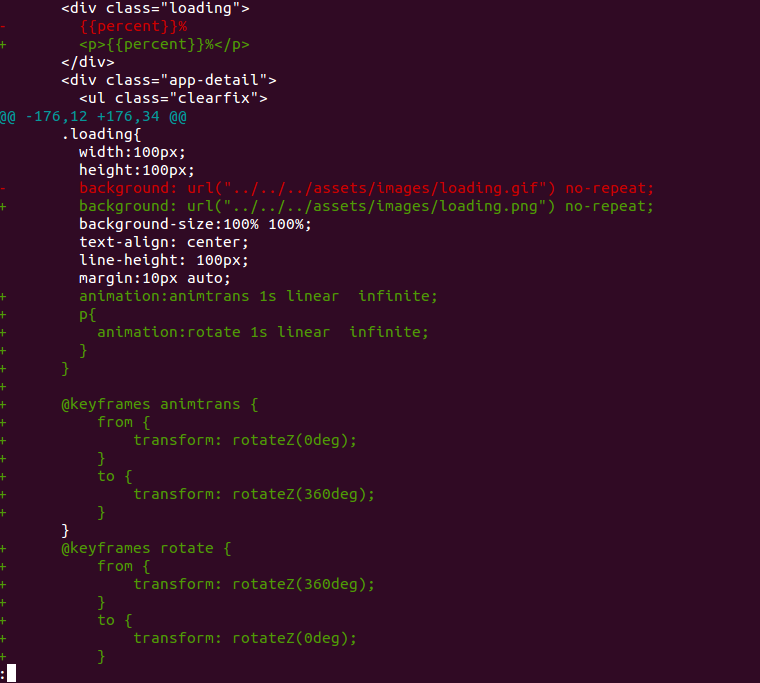 <div class="loading">
-        {{percent}}%
+        <p>{{percent}}%</p>
       </div>
       <div class="app-detail">
         <ul class="clearfix">
@@ -176,12 +176,34 @@
       .loading{
         width:100px;
         height:100px;
-        background: url("../../../assets/images/loading.gif") no-repeat;
+        background: url("../../../assets/images/loading.png") no-repeat;
         background-size:100% 100%;
         text-align: center;
         line-height: 100px;
         margin:10px auto;
+        animation:animtrans 1s linear  infinite;
+        p{
+          animation:rotate 1s linear  infinite;
+        }
+      }
+
+      @keyframes animtrans {
+          from {
+              transform: rotateZ(0deg);
+          }
+          to {
+              transform: rotateZ(360deg);
+          }
       }
+      @keyframes rotate {
+          from {
+              transform: rotateZ(360deg);
+          }
+          to {
+              transform: rotateZ(0deg);
+          }
: